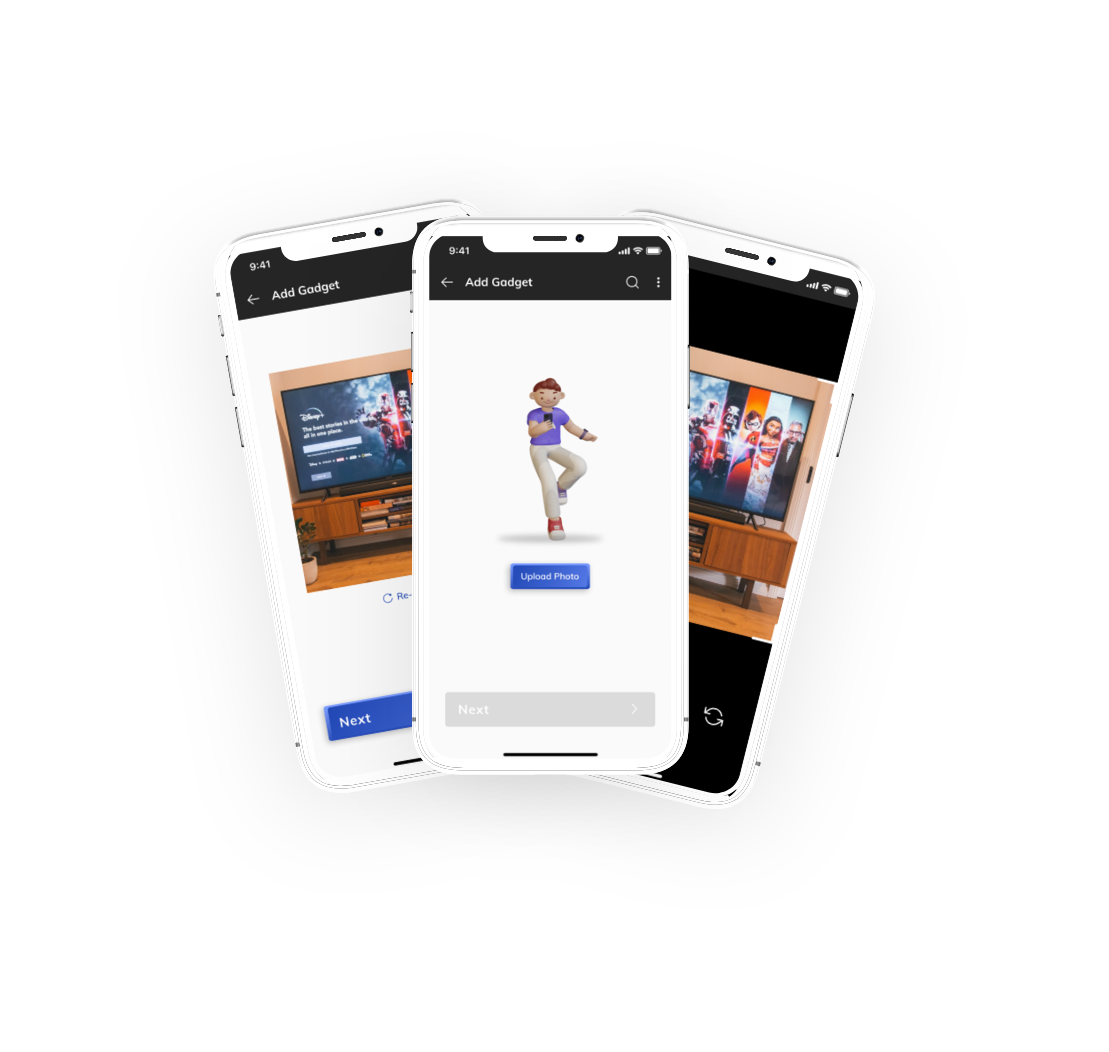 9:41
Add Gadget
Disney+
The best stories in the world,
all in one place.
Re-
Next
9:41
Add Gadget
Upload Photo
Next